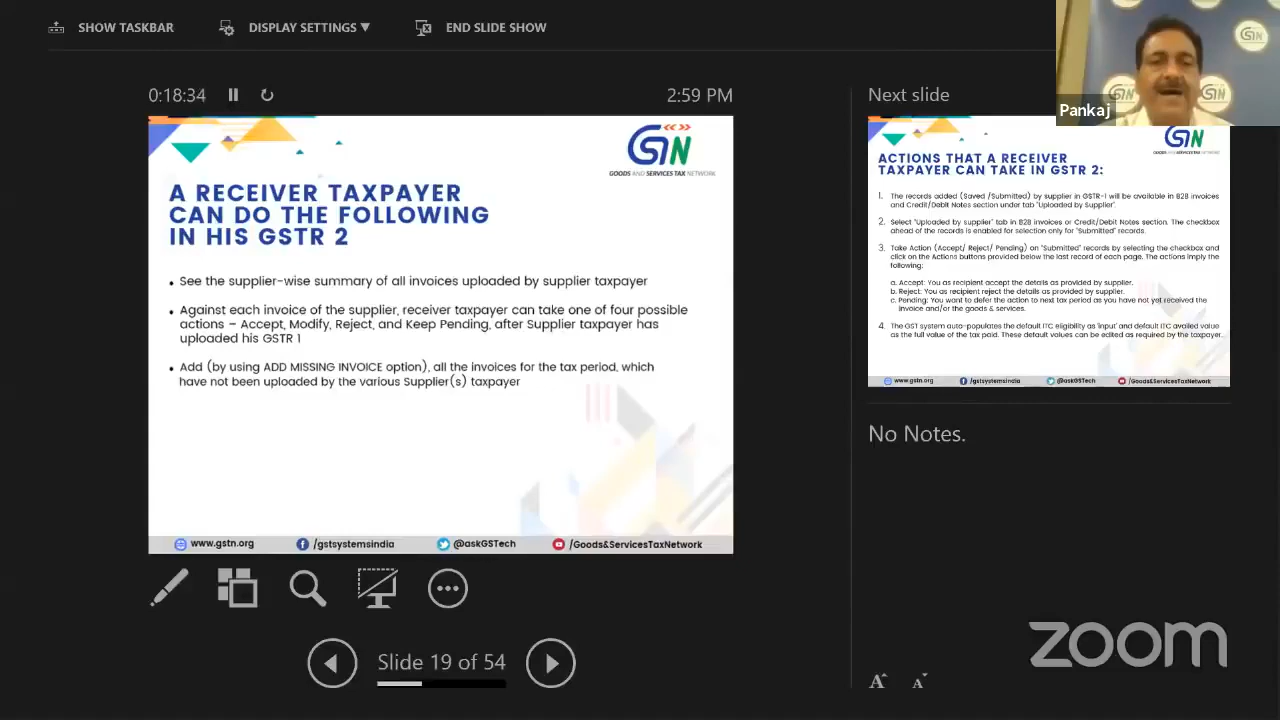 SHOW TASKBAR
DISPLAY SETTINGS ▼
END SLIDE SHOW
Pankaj
0:18:34
2:59 PM
GSTN
GOODS AND SERVICES TAX NETWORK
A RECEIVER TAXPAYER
CAN DO THE FOLLOWING
IN HIS GSTR 2
• See the supplier-wise summary of all invoices uploaded by supplier taxpayer
• Against each invoice of the supplier, receiver taxpayer can take one of four possible
actions – Accept, Modify, Reject, and Keep Pending, after Supplier taxpayer has
uploaded his GSTR 1
• Add (by using ADD MISSING INVOICE option), all the invoices for the tax period, which
have not been uploaded by the various Supplier(s) taxpayer
www.gstn.org
/gstsystemsindia
@askGSTech
/Goods&ServicesTaxNetwork
Slide 19 of 54
Next slide
GSTN
GOODS AND SERVICES TAX NETWORK
ACTIONS THAT A RECEIVER
TAXPAYER CAN TAKE IN GSTR 2:
1. The records added (Saved /Submitted) by supplier in GSTR-1 will be available in B2B invoices
and Credit/Debit Notes section under tab "Uploaded by Supplier".
2. Select "Uploaded by supplier" tab in B2B invoices or Credit/Debit Notes section. The checkbox
ahead of the records is enabled for selection only for "Submitted" records.
3. Take Action (Accept/ Reject/ Pending) on "Submitted" records by selecting the checkbox and
click on the Actions buttons provided below the last record of each page. The actions imply the
following:
a. Accept: You as recipient accept the details as provided by supplier.
b. Reject: You as recipient reject the details as provided by supplier.
c. Pending: You want to defer the action to next tax period as you have not yet received the
invoice and/or the goods & services.
4. The GST system auto-populates the default ITC eligibility as 'input' and default ITC availed value
as the full value of the tax paid. These default values can be edited as required by the taxpayer.
www.gstn.org
/gstsystemsindia
@askGSTech
/Goods&ServicesTaxNetwork
No Notes.
zoom
A A